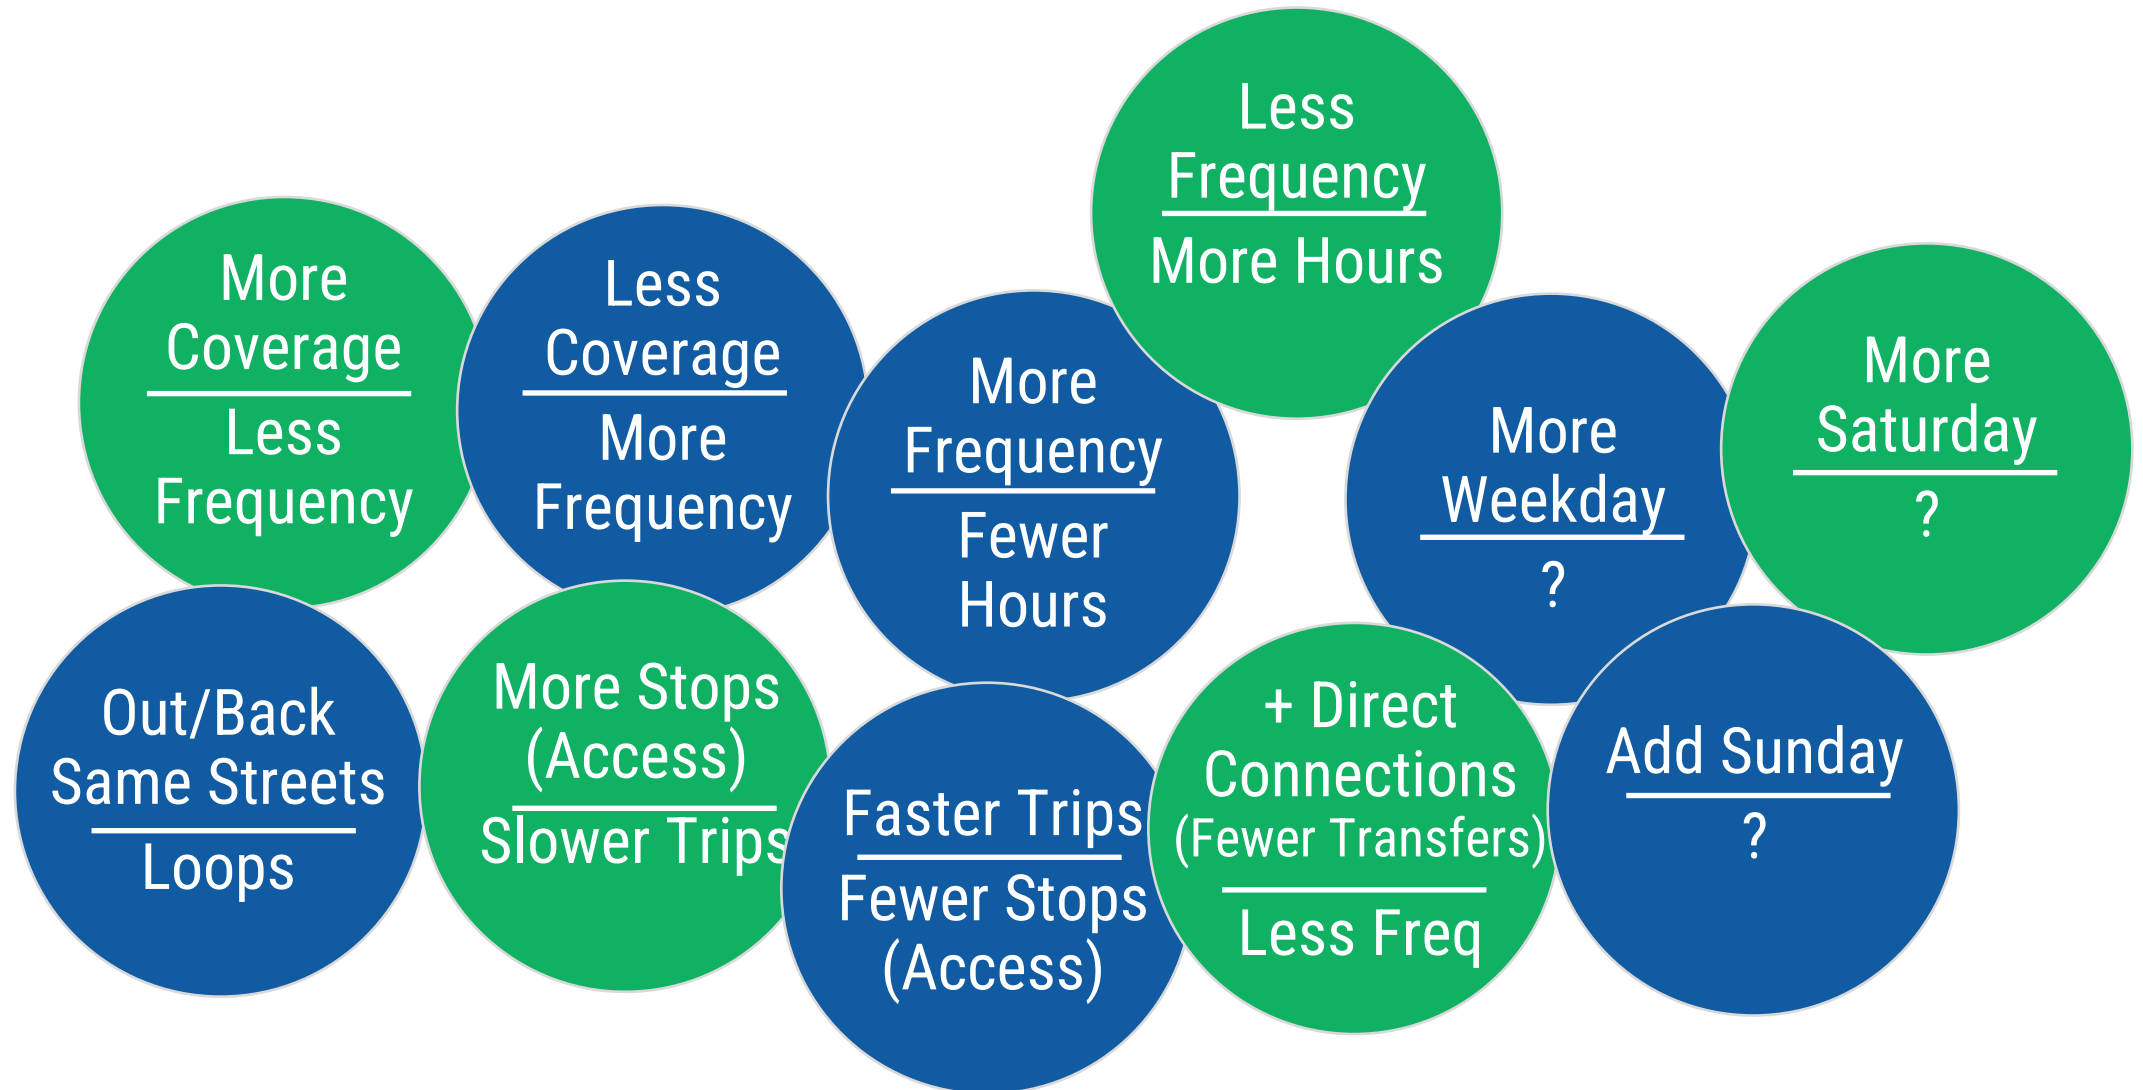 More
Coverage
Less
Frequency
Less
Coverage
More
Frequency
More
Frequency
Fewer
Hours
Less
Frequency
More Hours
More
Weekday
?
More
Saturday
?
Out/Back
Same Streets
Loops
More Stops
(Access)
Slower Trips
Faster Trips
Fewer Stops
(Access)
+ Direct
Connections
(Fewer Transfers)
Less Freq
Add Sunday
?